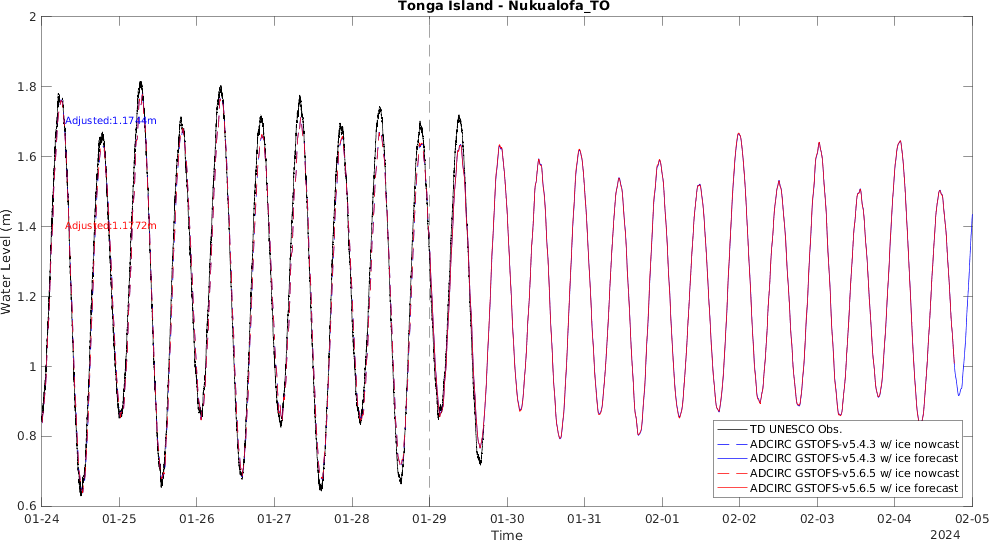 Tonga Island - Nukualofa_TO
2
1.8
1.6
1.4
1.2
1
0.8
0.6
Water Level (m)
Adjusted:1.1744m
Adjusted:1.1772m
TD UNESCO Obs.
ADCIRC GSTOFS-v5.4.3 w/ ice nowcast
ADCIRC GSTOFS-v5.4.3 w/ ice forecast
ADCIRC GSTOFS-v5.6.5 w/ ice nowcast
ADCIRC GSTOFS-v5.6.5 w/ ice forecast
01-24 01-25 01-26 01-27 01-28 01-29 01-30 01-31 02-01 02-02 02-03 02-04 02-05
Time
2024